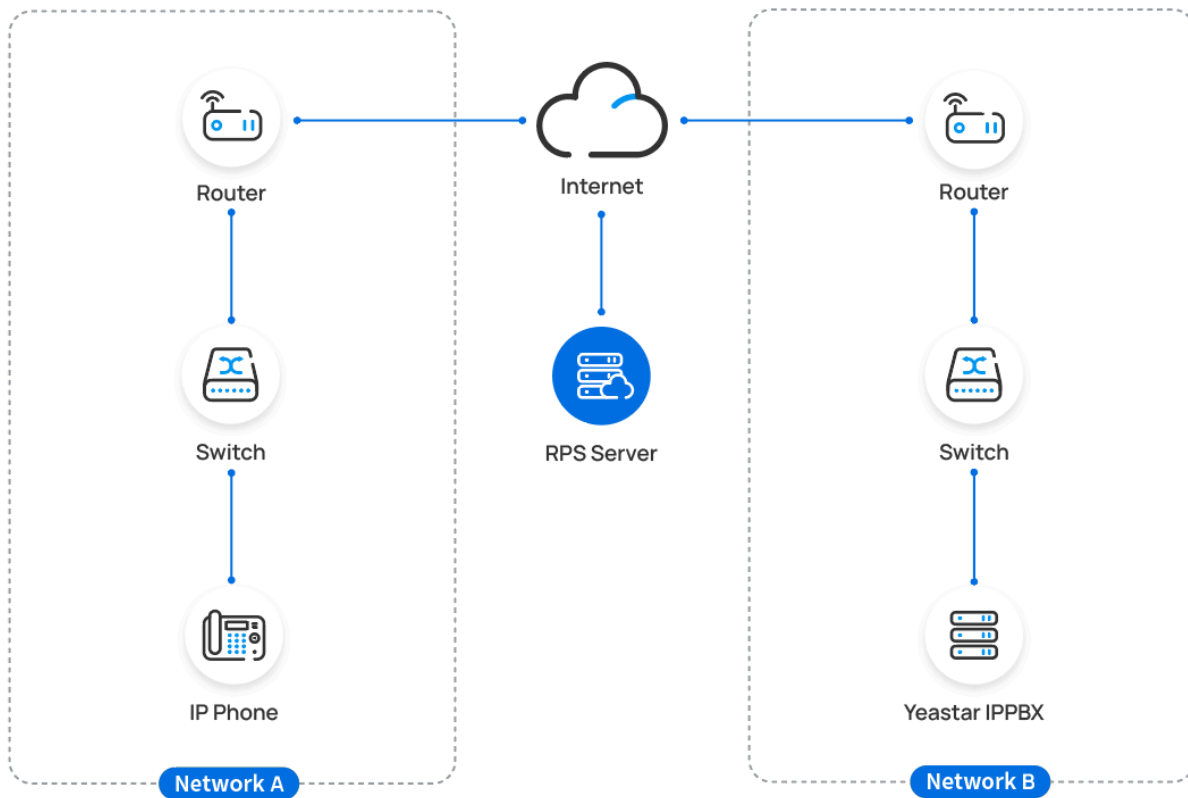 Internet
Router
Router
Switch
RPS Server
Switch
IP Phone
Yeastar IPPBX
Network A
Network B